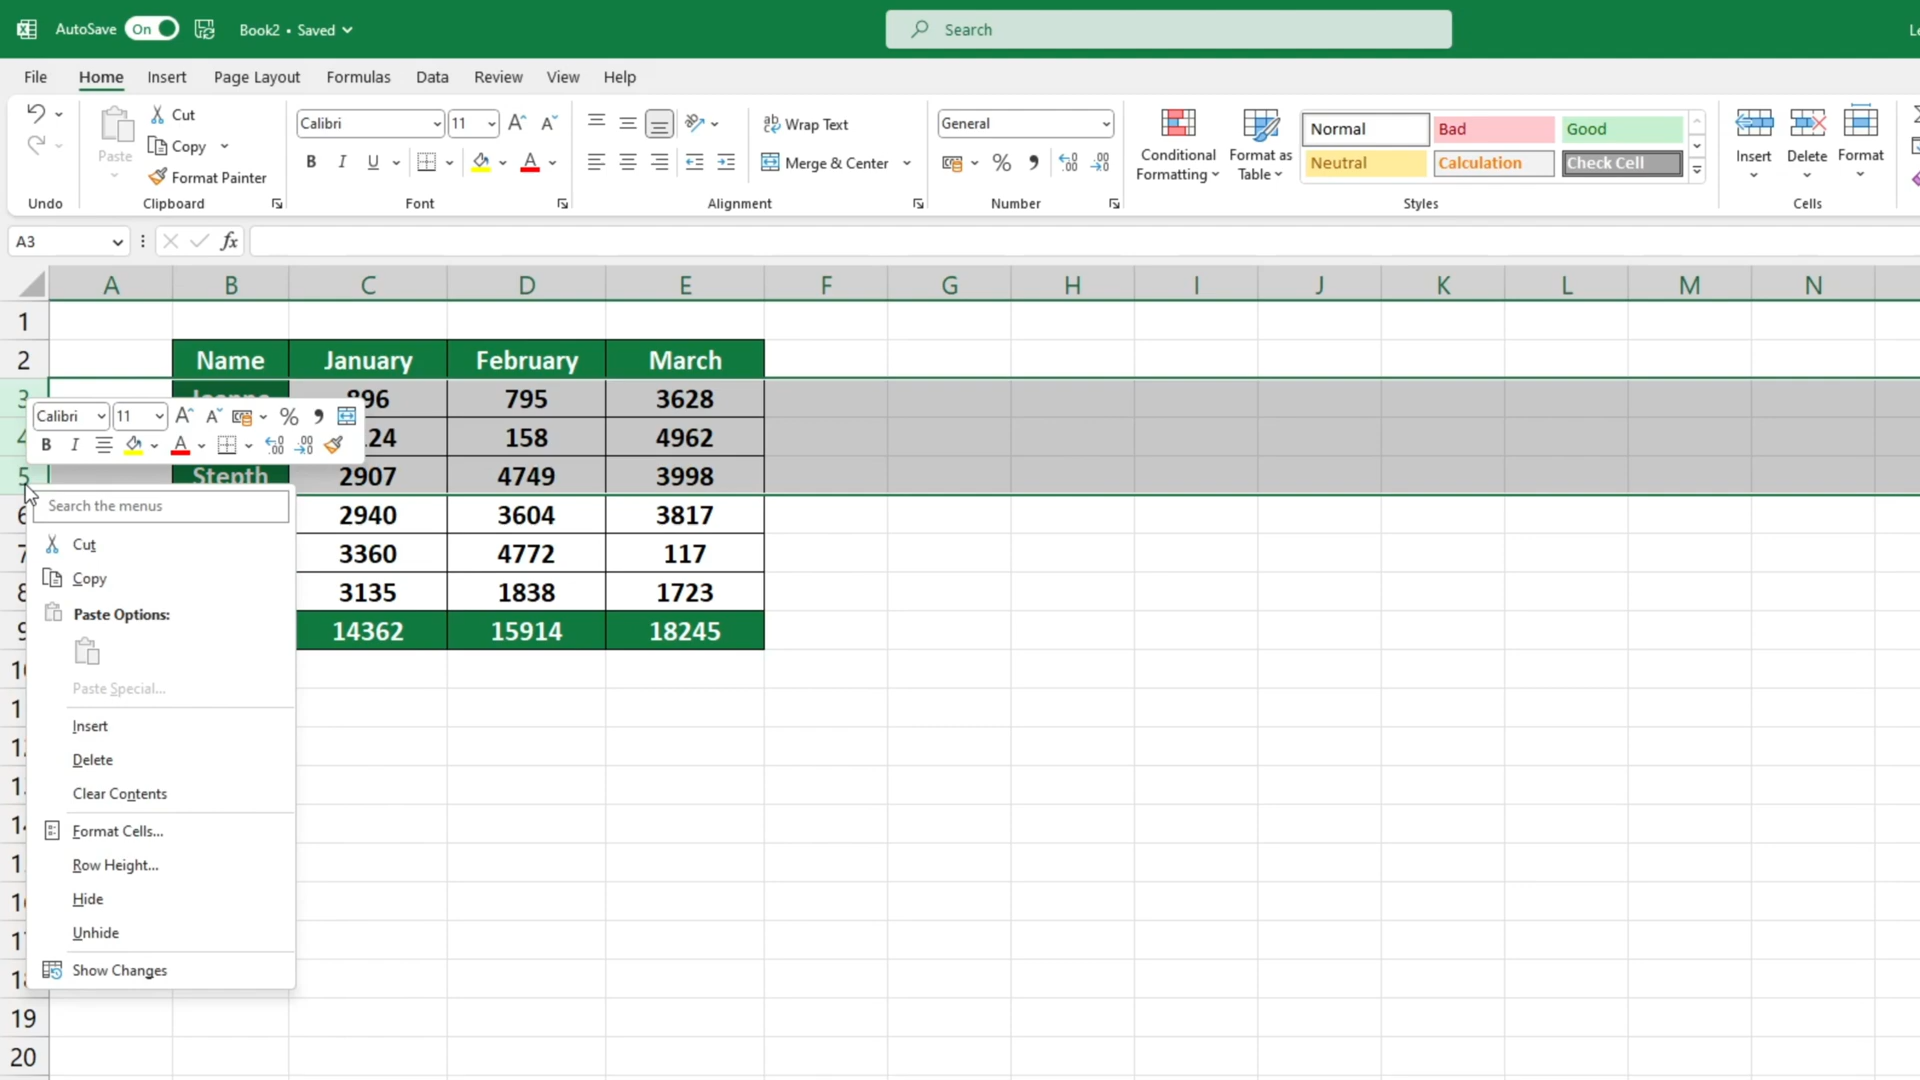 AutoSave On Book2 • Saved Search
File Home Insert Page Layout Formulas Data Review View Help
Paste Cut Copy Format Painter
Calibri 11
B I U A
Wrap Text
Merge & Center
General
%
Conditional Formatting
Format as Table
Normal Bad Good
Neutral Calculation Check Cell
Insert Delete Format
Undo Clipboard Font Alignment Number Styles Cells
A3 fx
A B C D E F G H I J K L M N
1
2 Name January February March
3 896 795 3628
4 158 4962
5 Stepth 2907 4749 3998
2940 3604 3817
3360 4772 117
3135 1838 1723
14362 15914 18245
Calibri 11 A A %
B I A
Search the menus
Cut
Copy
Paste Options:
Paste Special...
Insert
Delete
Clear Contents
Format Cells...
Row Height...
Hide
Unhide
Show Changes
19
20